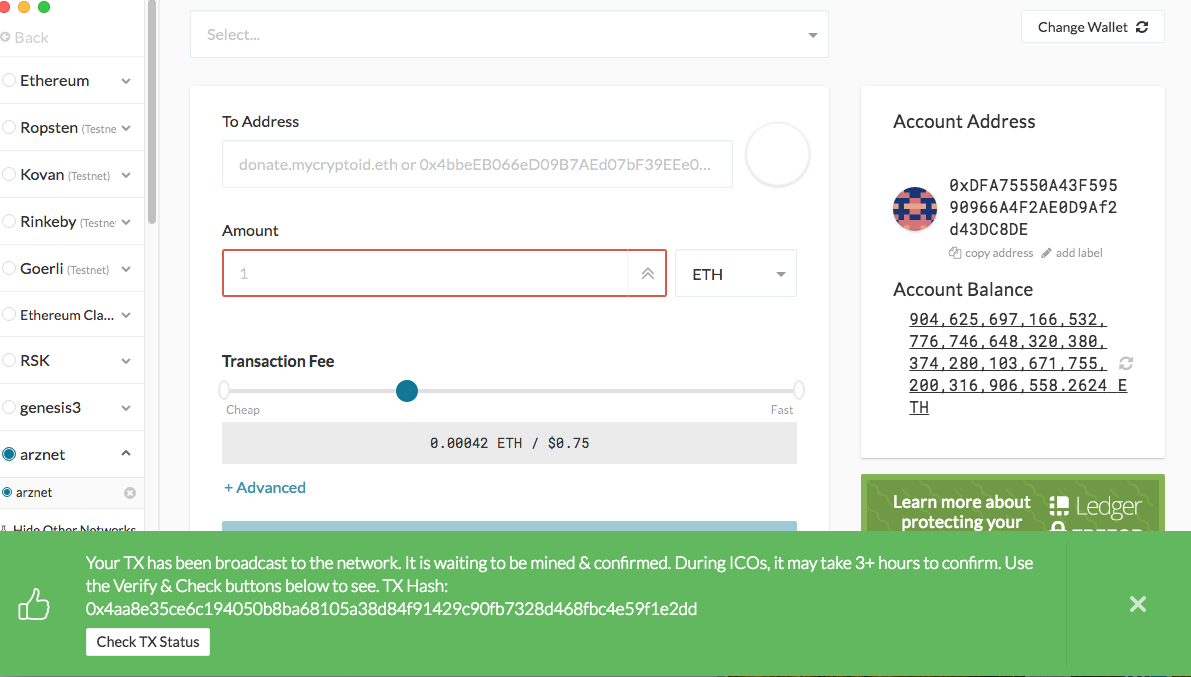 Back
Ethereum
Ropsten (Testne
Kovan (Testnet)
Rinkeby (Testne
Goerli (Testnet)
Ethereum Cla...
RSK
genesis3
arznet
arznet
Hide Other Networks
Select...
To Address
donate.mycryptoid.eth or 0x4bbeEB066eD09B7AEd07bF39EEe0...
Amount
1
ETH
Transaction Fee
Cheap
Fast
0.00042 ETH / $0.75
+ Advanced
Change Wallet
Account Address
0xDFA75550A43F595
90966A4F2AE0D9Af2
d43DC8DE
copy address
add label
Account Balance
904,625,697,166,532,
776,746,648,320,380,
374,280,103,671,755,
200,316,906,558.2624 E
TH
Learn more about
protecting your
Ledger
TREZOR
Your TX has been broadcast to the network. It is waiting to be mined & confirmed. During ICOs, it may take 3+ hours to confirm. Use
the Verify & Check buttons below to see. TX Hash:
0x4aa8e35ce6c194050b8ba68105a38d84f91429c90fb7328d468fbc4e59f1e2dd
Check TX Status